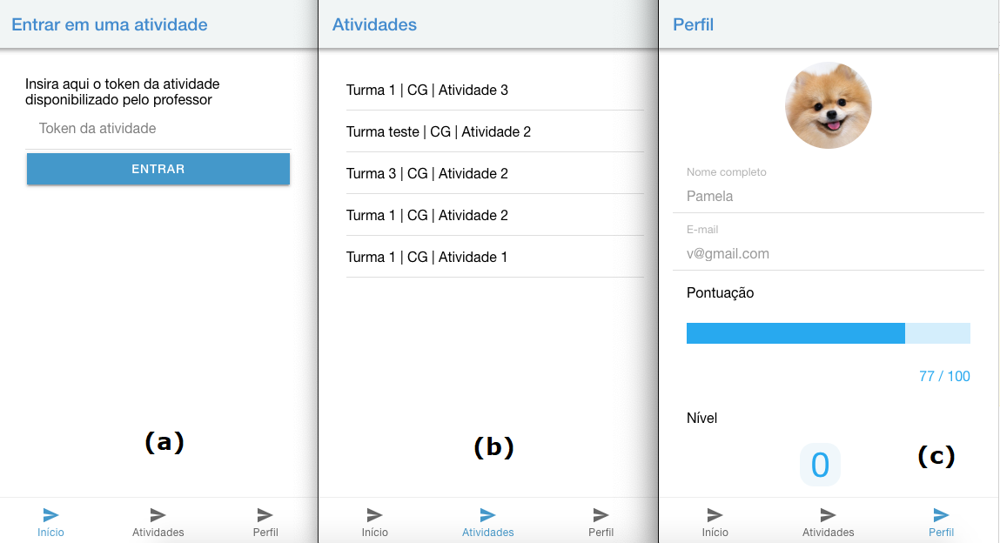 Entrar em uma atividade
Insira aqui o token da atividade
disponibilizado pelo professor
Token da atividade
ENTRAR
(a)
Início
Atividades
Perfil
Atividades
Turma 1 | CG | Atividade 3
Turma teste | CG | Atividade 2
Turma 3 | CG | Atividade 2
Turma 1 | CG | Atividade 2
Turma 1 | CG | Atividade 1
(b)
Início
Atividades
Perfil
Perfil
Nome completo
Pamela
E-mail
v@gmail.com
Pontuação
77 / 100
Nível
0
(c)
Início
Atividades
Perfil